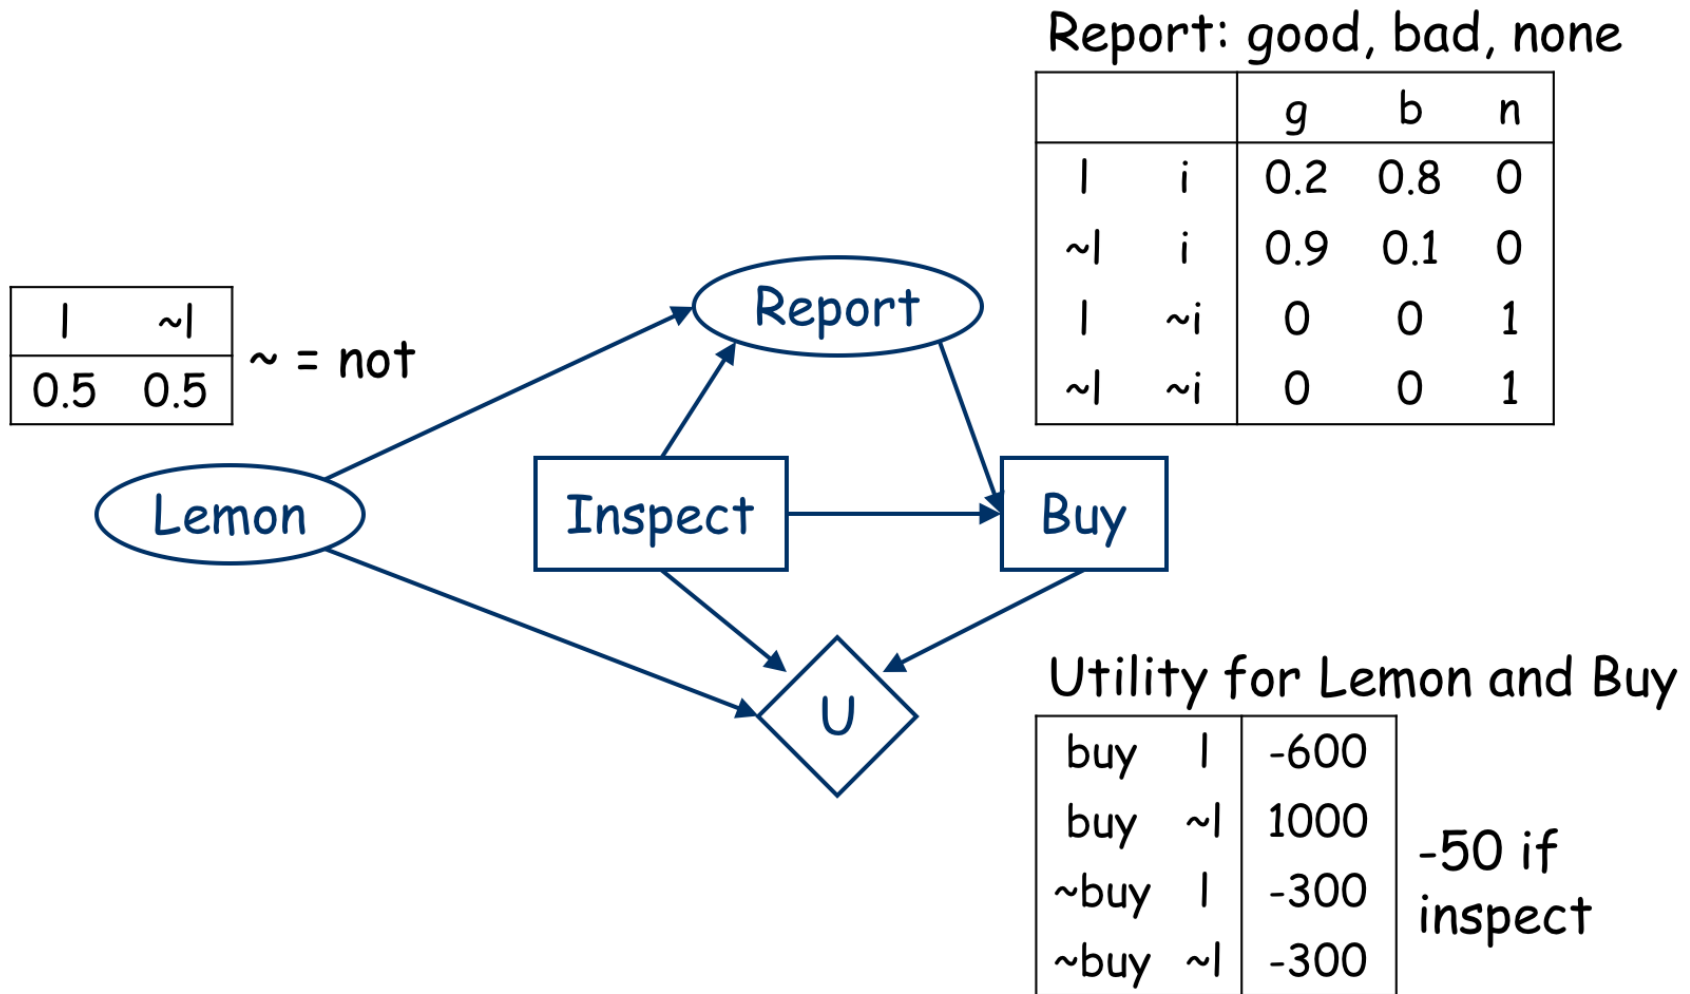 Report: good, bad, none
g b n
l i 0.2 0.8 0
~l i 0.9 0.1 0
l ~i 0 0 1
~l ~i 0 0 1
l ~l
0.5 0.5
~ = not
Report
Lemon
Inspect
Buy
U
Utility for Lemon and Buy
buy l -600
buy ~l 1000
~buy l -300
~buy ~l -300
-50 if
inspect